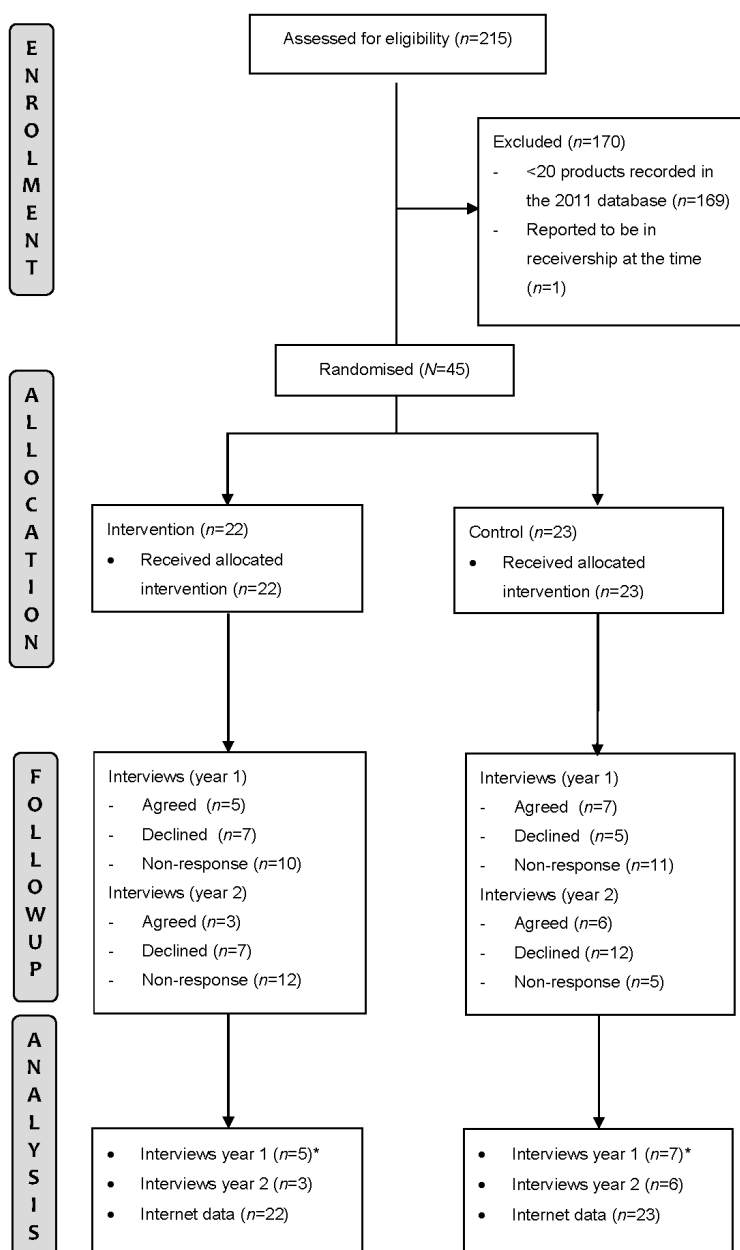 ENROLMENT
Assessed for eligibility (n=215)
Excluded (n=170)
- <20 products recorded in
the 2011 database (n=169)
- Reported to be in
receivership at the time
(n=1)
Randomised (N=45)
ALLOCATION
Intervention (n=22)
• Received allocated
intervention (n=22)
Control (n=23)
• Received allocated
intervention (n=23)
FOLLOWUP
Interviews (year 1)
- Agreed (n=5)
- Declined (n=7)
- Non-response (n=10)
Interviews (year 2)
- Agreed (n=3)
- Declined (n=7)
- Non-response (n=12)
Interviews (year 1)
- Agreed (n=7)
- Declined (n=5)
- Non-response (n=11)
Interviews (year 2)
- Agreed (n=6)
- Declined (n=12)
- Non-response (n=5)
ANALYSIS
• Interviews year 1 (n=5)*
• Interviews year 2 (n=3)
• Internet data (n=22)
• Interviews year 1 (n=7)*
• Interviews year 2 (n=6)
• Internet data (n=23)